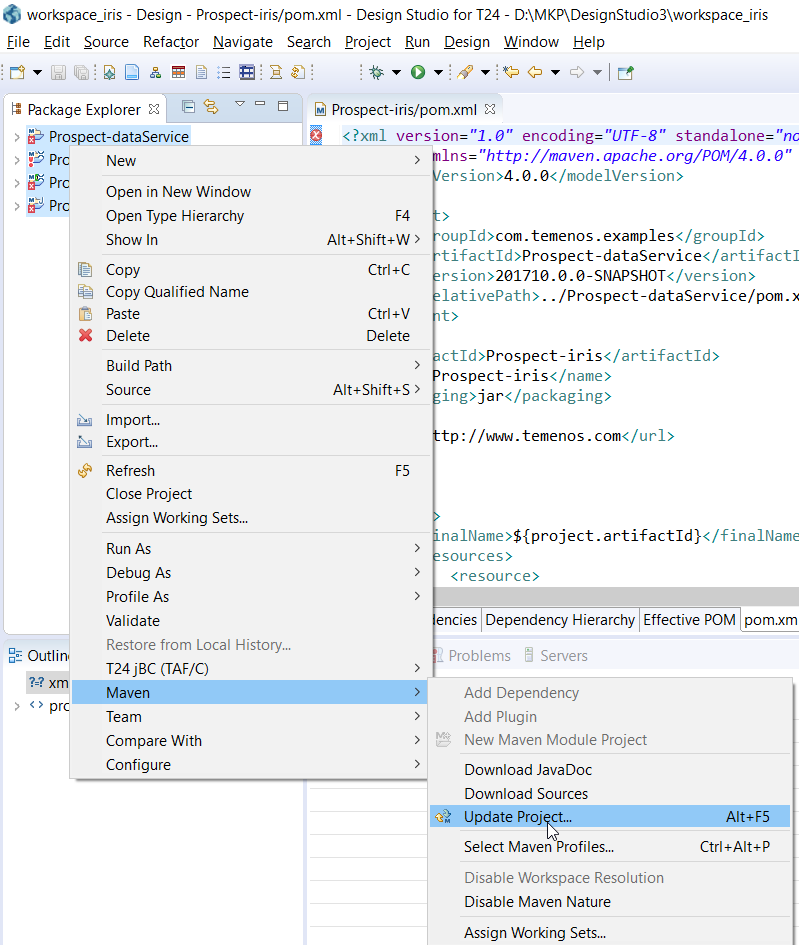 workspace_iris - Design - Prospect-iris/pom.xml - Design Studio for T24 - D:\MKP\DesignStudio3\workspace_iris
File Edit Source Refactor Navigate Search Project Run Design Window Help
Package Explorer
Prospect-iris/pom.xml
Prospect-dataService
Pro
Pro
Pro
<?xml version="1.0" encoding="UTF-8" standalone="no
mlns="http://maven.apache.org/POM/4.0.0"
Version>4.0.0</modelVersion>
t>
roupId>com.temenos.examples</groupId>
rtifactId>Prospect-dataService</artifactI
ersion>201710.0.0-SNAPSHOT</version>
elativePath>../Prospect-dataService/pom.x
nt>
actId>Prospect-iris</artifactId>
Prospect-iris</name>
ging>jar</packaging>
ttp://www.temenos.com</url>
>
inalName>${project.artifactId}</finalName
esources>
<resource>
New
Open in New Window
Open Type Hierarchy F4
Show In Alt+Shift+W
Copy Ctrl+C
Copy Qualified Name
Paste Ctrl+V
Delete Delete
Build Path
Source Alt+Shift+S
Import...
Export...
Refresh F5
Close Project
Assign Working Sets...
Run As
Debug As
Profile As
Validate
Restore from Local History...
T24 jBC (TAF/C)
Maven
Team
Compare With
Configure
dencies Dependency Hierarchy Effective POM pom.xm
Outlin
xm
pro
Problems Servers
Add Dependency
Add Plugin
New Maven Module Project
Download JavaDoc
Download Sources
Update Project... Alt+F5
Select Maven Profiles... Ctrl+Alt+P
Disable Workspace Resolution
Disable Maven Nature
Assign Working Sets...